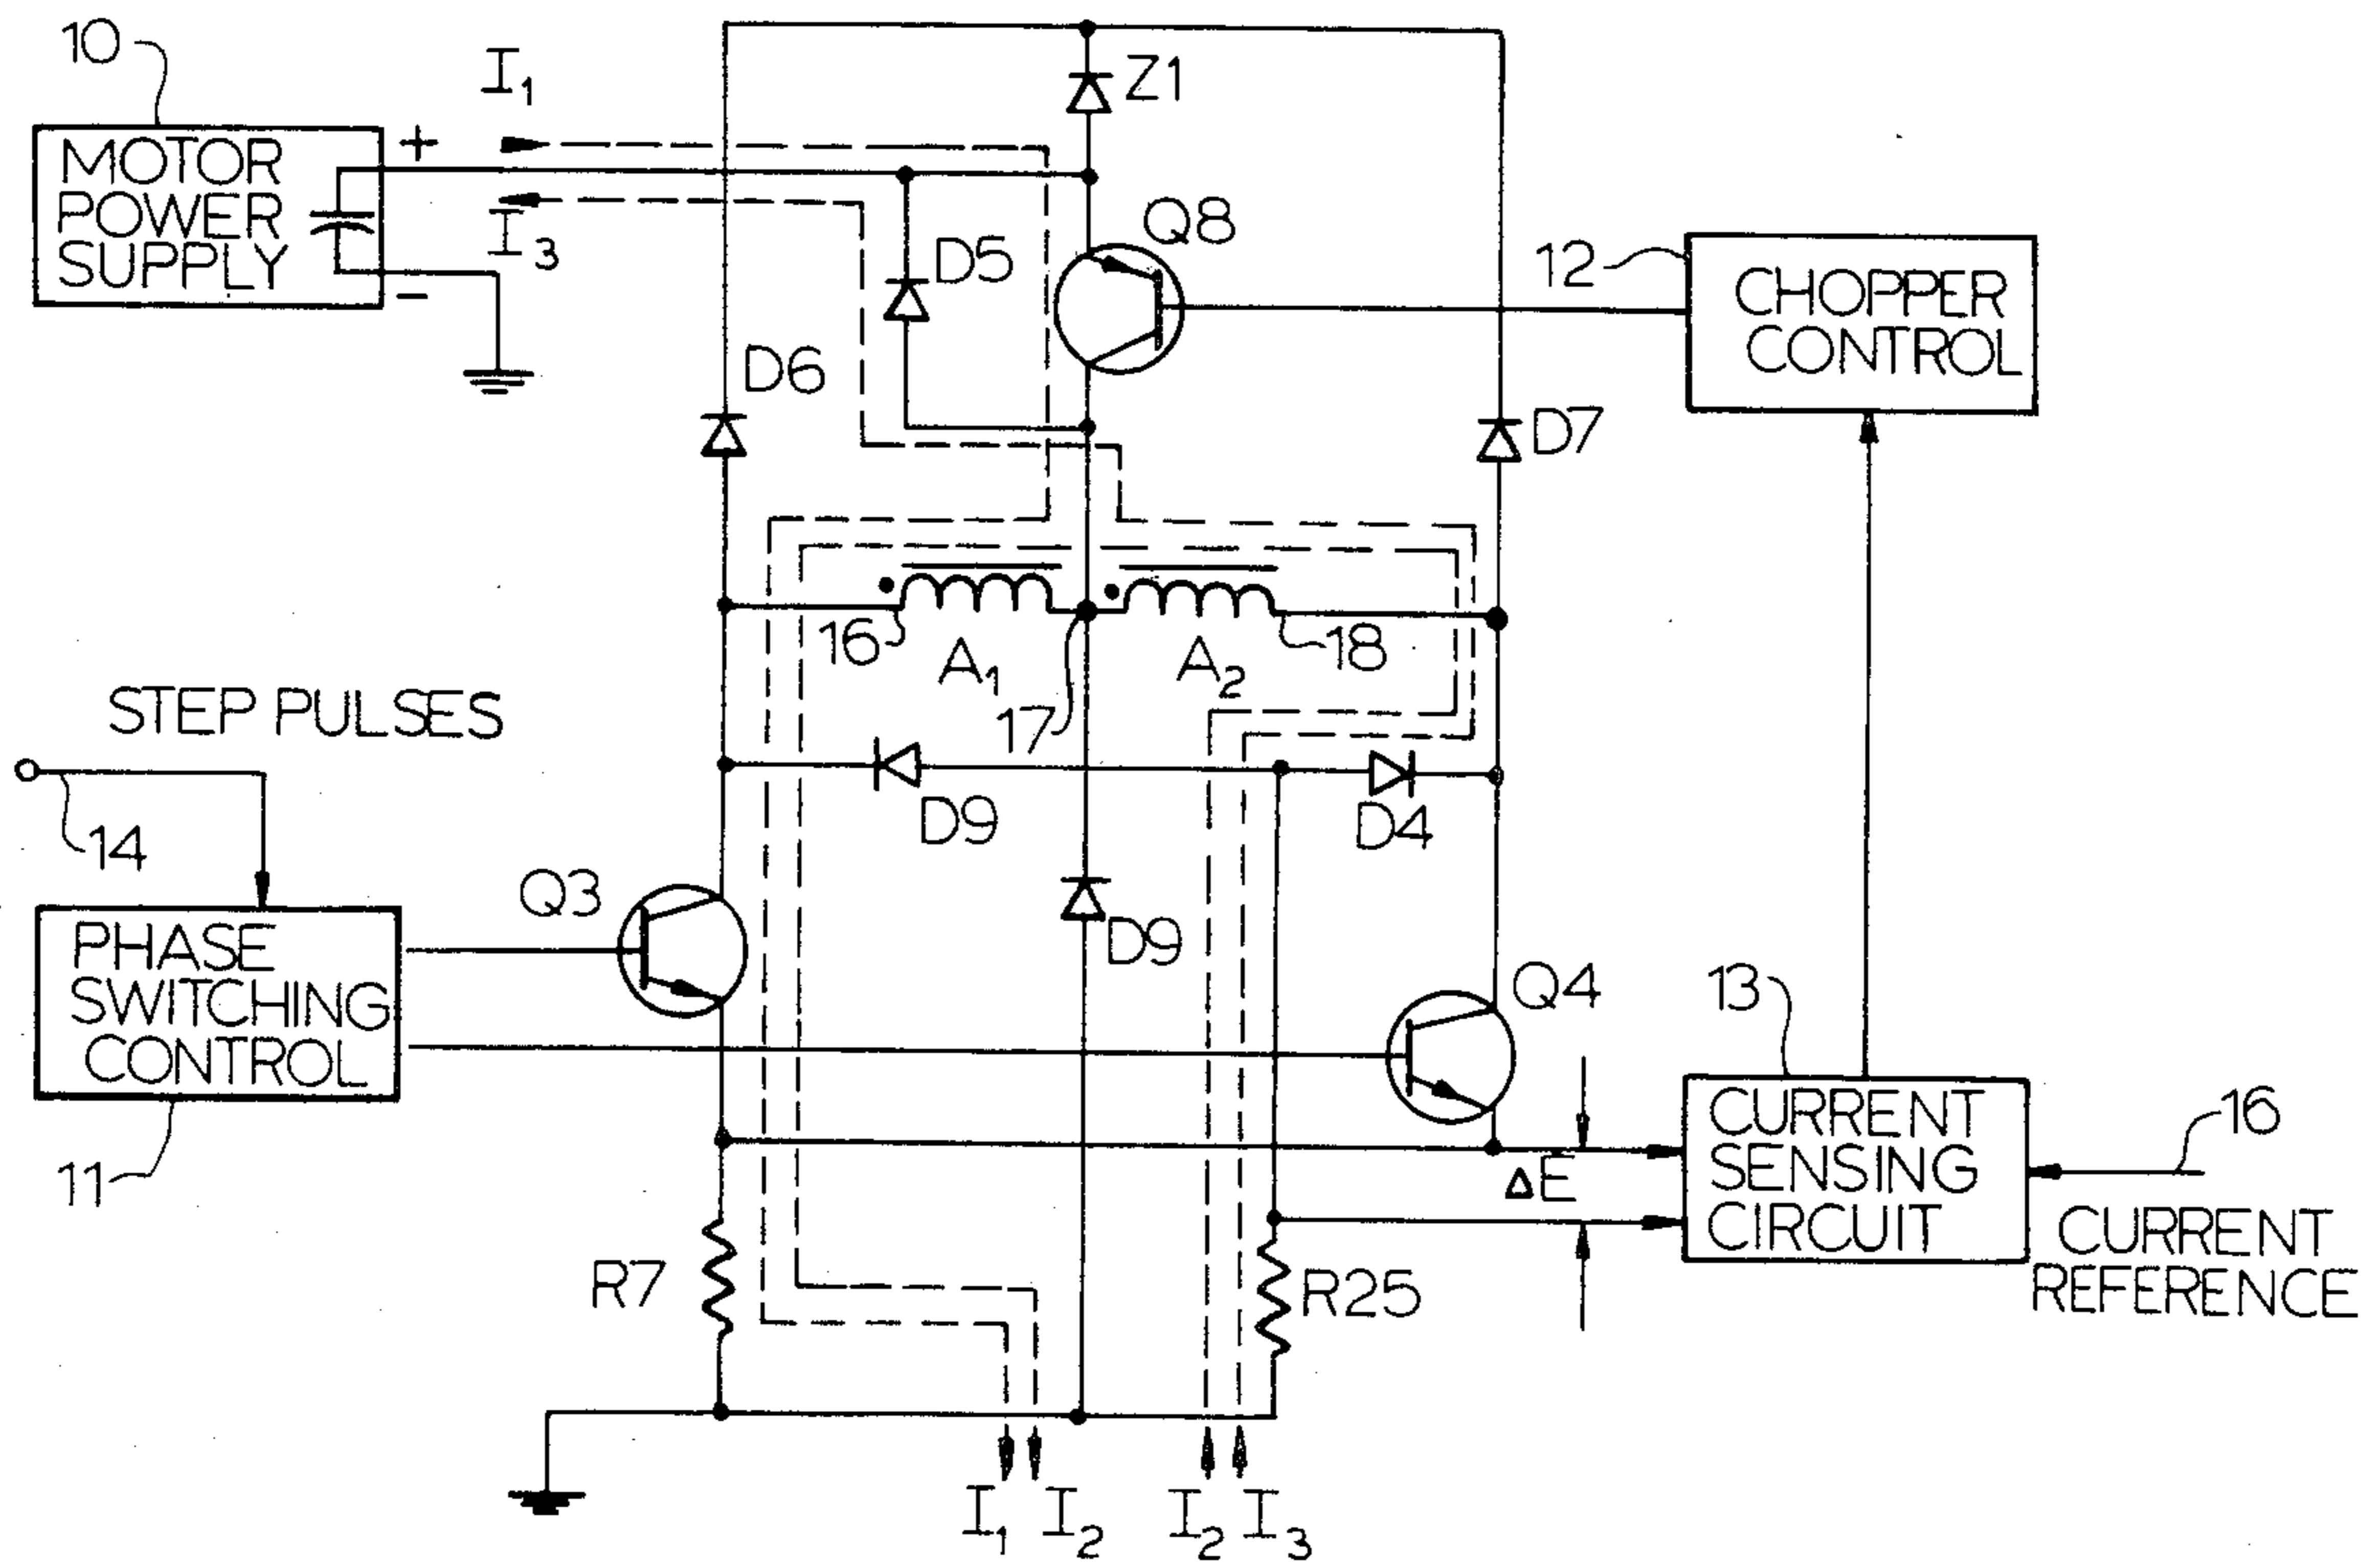 10
I1
+
MOTOR
POWER
SUPPLY
−
I3
Z1
Q8
D5
D6
12
CHOPPER
CONTROL
D7
16
A1
17
A2
18
STEP PULSES
14
D9
D4
Q3
PHASE
SWITCHING
CONTROL
11
D9
Q4
13
CURRENT
SENSING
CIRCUIT
ΔE
16
CURRENT
REFERENCE
R7
R25
I1 I2 I2 I3